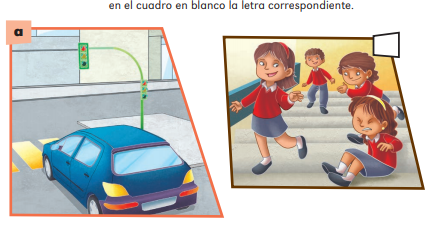 en el cuadro en blanco la letra correspondiente.
a